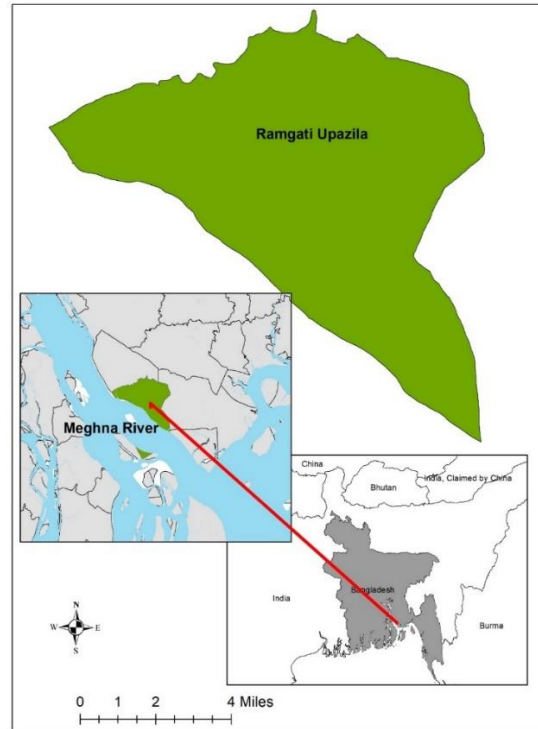 Ramgati Upazila
Meghna River
China
Bhutan
India, Claimed by China
India
Bangladesh
Burma
N
W
E
S
0 1 2 4 Miles